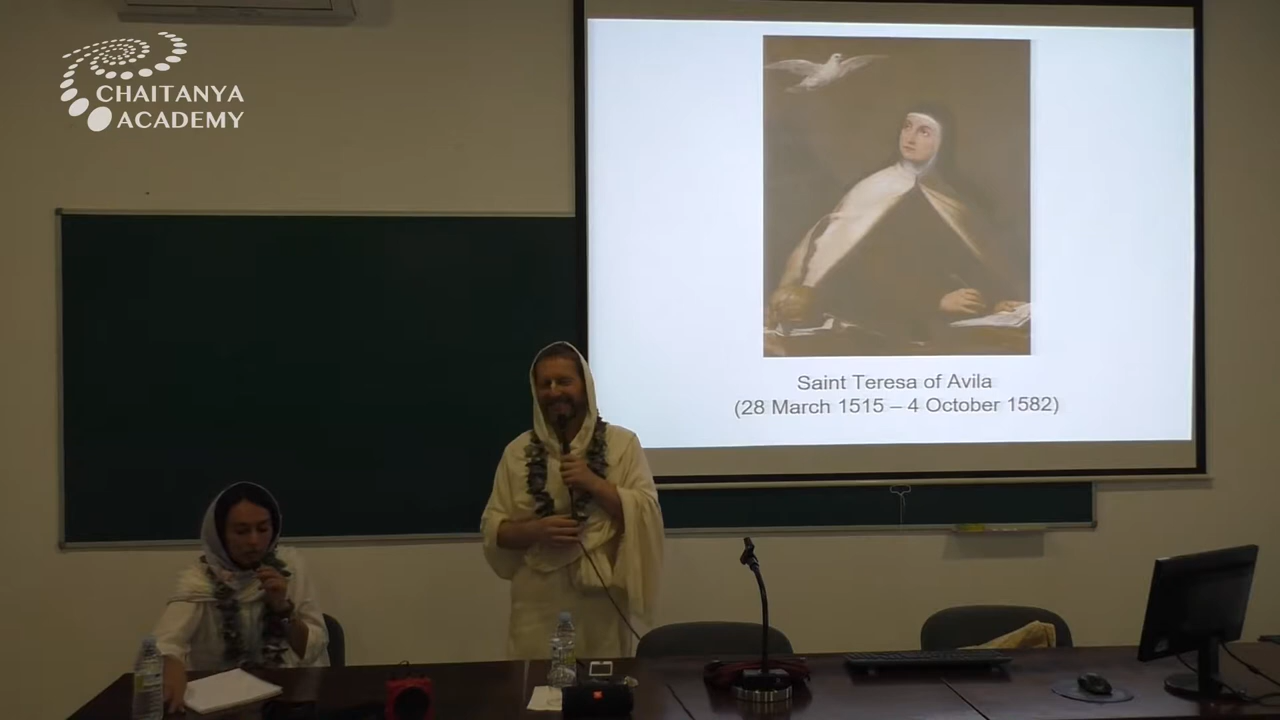 CHAITANYA
ACADEMY
Saint Teresa of Avila
(28 March 1515 – 4 October 1582)